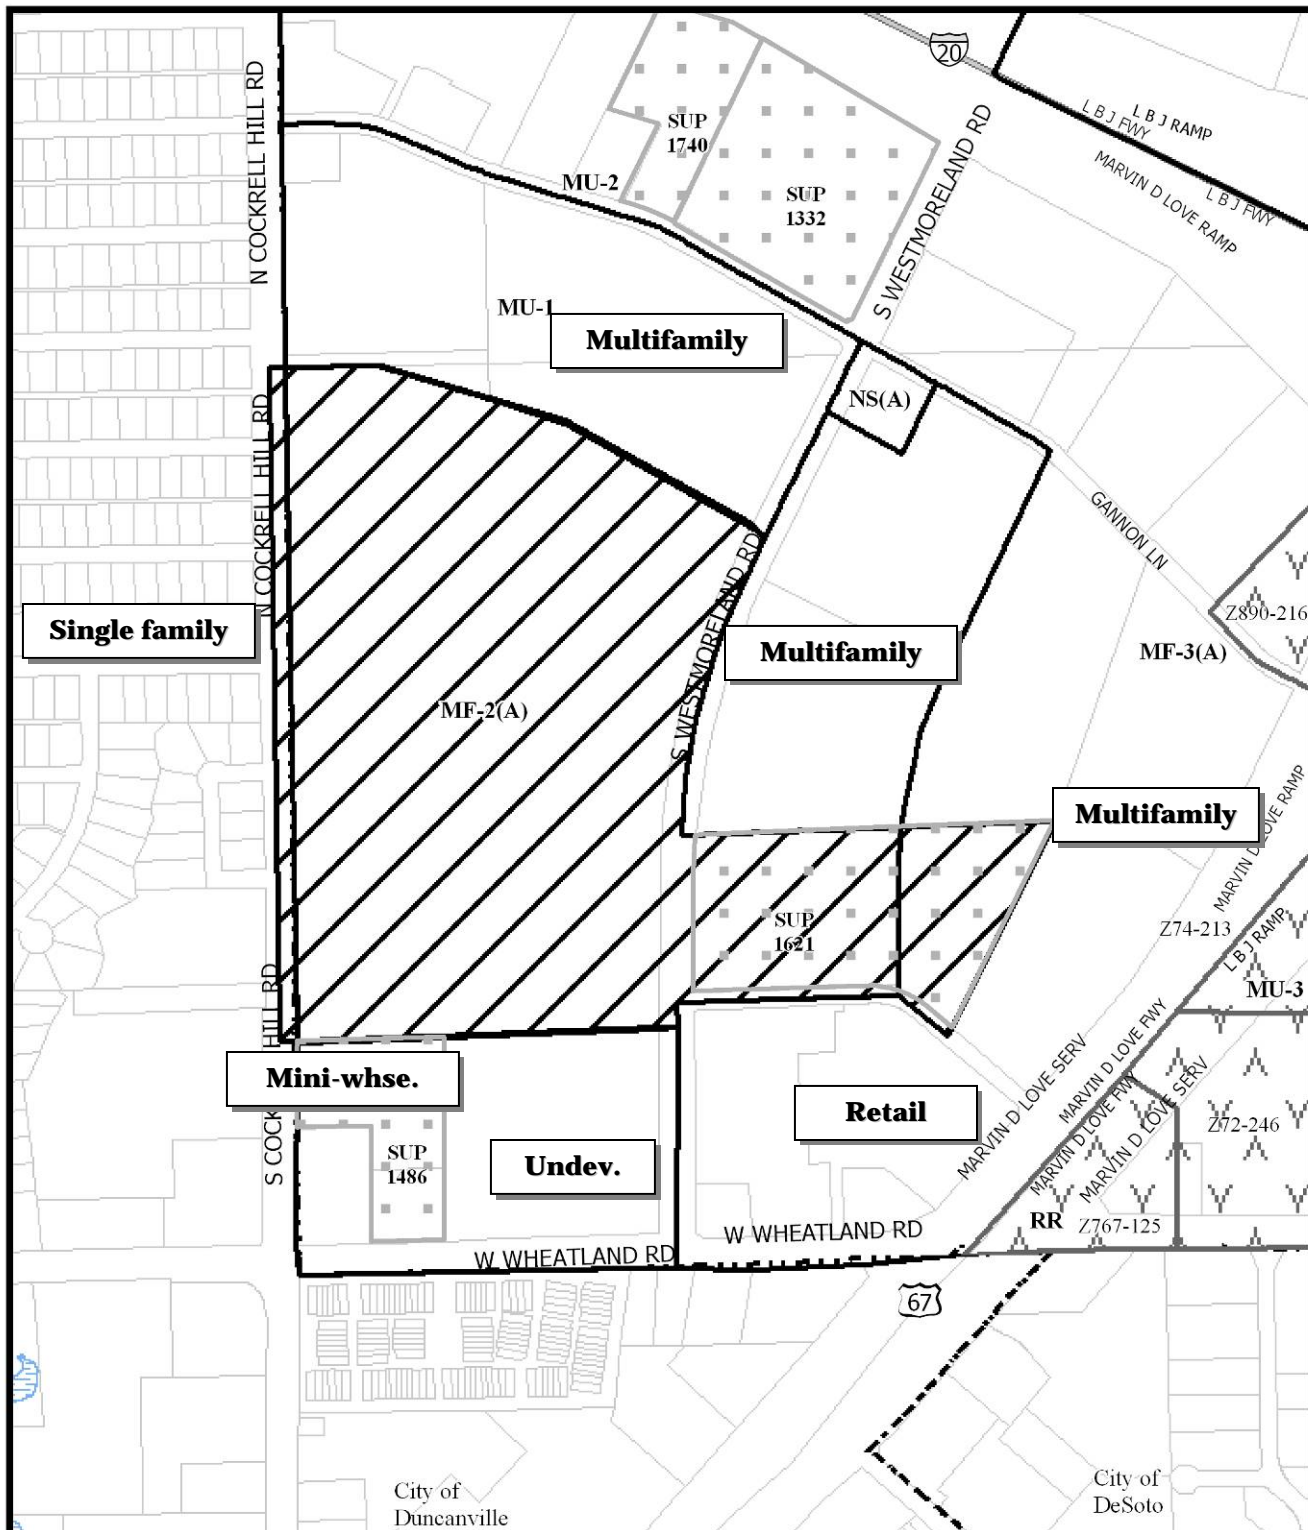 20
L B J RAMP
L B J FWY
MARVIN D LOVE RAMP
L B J FWY
N COCKRELL HILL RD
SUP
1740
MU-2
SUP
1332
S WESTMORELAND RD
MU-1
Multifamily
NS(A)
N COCKRELL HILL RD
GANNON LN
Z890-216
Single family
S WESTMORELAND RD
Multifamily
MF-3(A)
MF-2(A)
Multifamily
MARVIN D LOVE RAMP
SUP
1621
Z74-213
L B J RAMP
MU-3
HILL RD
Mini-whse.
Retail
MARVIN D LOVE SERV
MARVIN D LOVE FWY
MARVIN D LOVE FWY
MARVIN D LOVE SERV
Z72-246
S COCK
SUP
1486
Undev.
RR
Z767-125
W WHEATLAND RD
W WHEATLAND RD
67
City of
Duncanville
City of
DeSoto